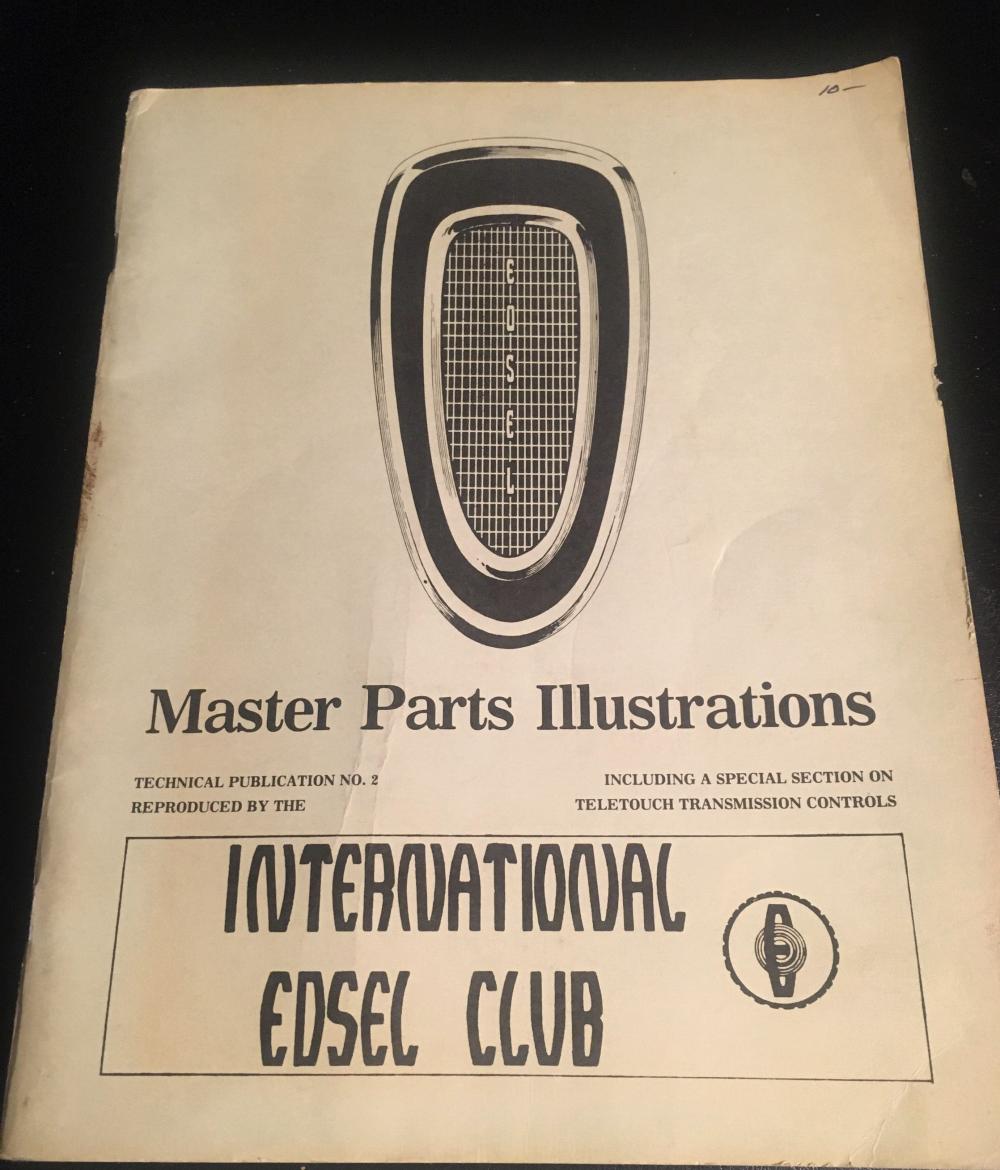 10—
EDSEL
Master Parts Illustrations
TECHNICAL PUBLICATION NO. 2
REPRODUCED BY THE
INCLUDING A SPECIAL SECTION ON
TELETOUCH TRANSMISSION CONTROLS
INTERNATIONAL
EDSEL CLUB
E